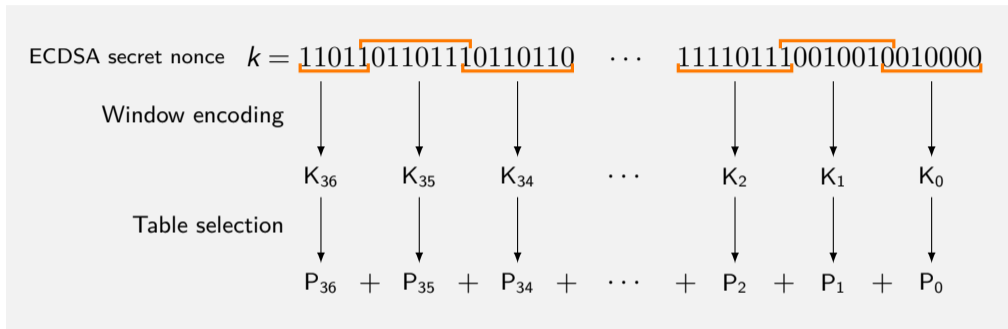 ECDSA secret nonce k = 1101101101110110110 ··· 111101110010010010000
Window encoding
K₃₆ K₃₅ K₃₄ ··· K₂ K₁ K₀
Table selection
P₃₆ + P₃₅ + P₃₄ + ··· + P₂ + P₁ + P₀